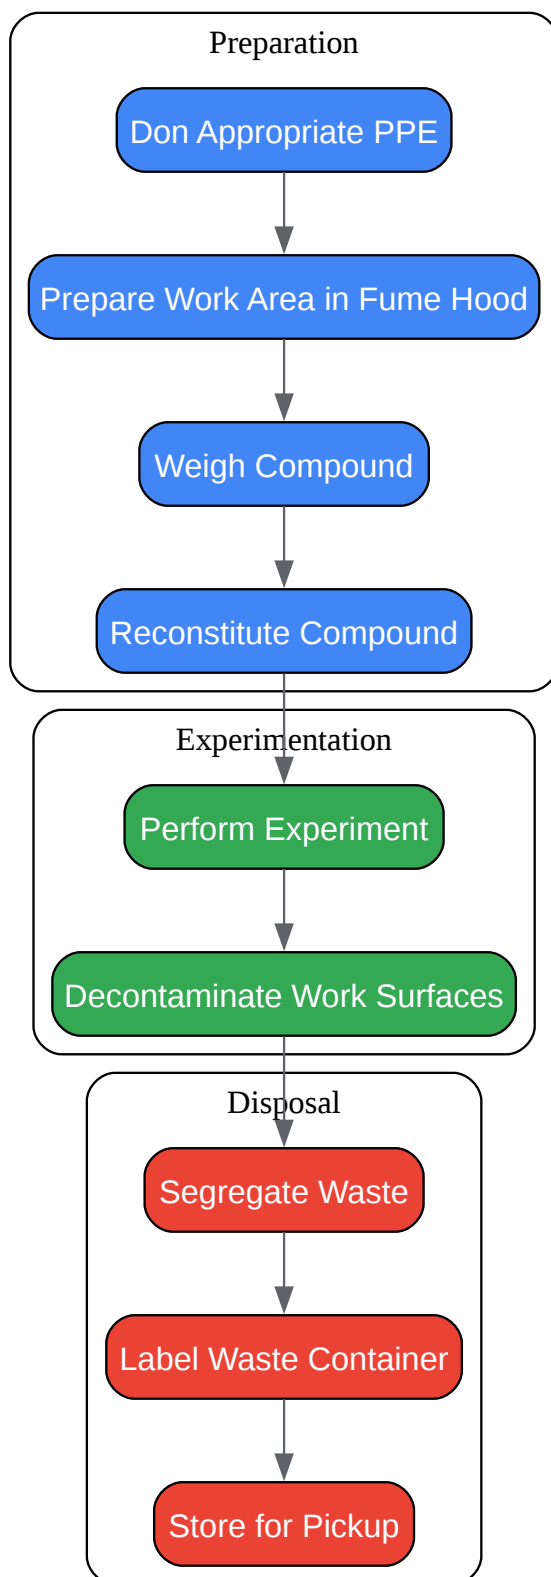 Preparation
Don Appropriate PPE
Prepare Work Area in Fume Hood
Weigh Compound
Reconstitute Compound
Experimentation
Perform Experiment
Decontaminate Work Surfaces
Disposal
Segregate Waste
Label Waste Container
Store for Pickup